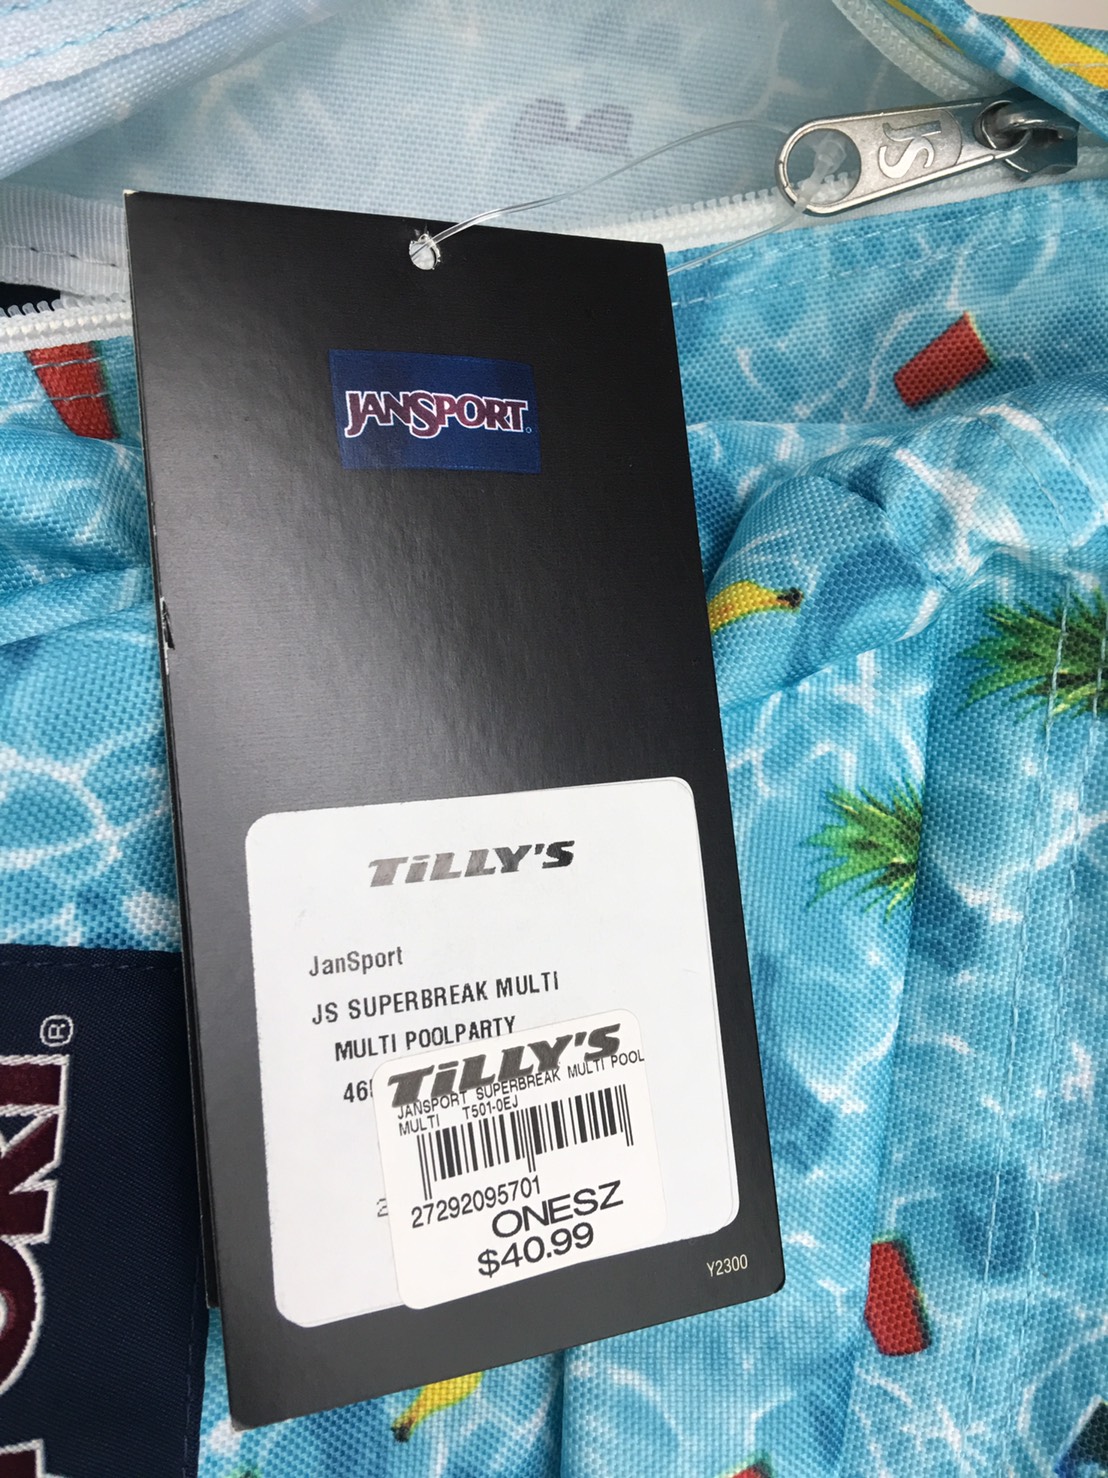 JS
JANSPORT
TiLLY'S
JanSport
JS SUPERBREAK MULTI
MULTI POOLPARTY
TiLLY'S
JANSPORT SUPERBREAK MULTI POOL
MULTI T501-0EJ
27292095701
ONESZ
$40.99
Y2300
®